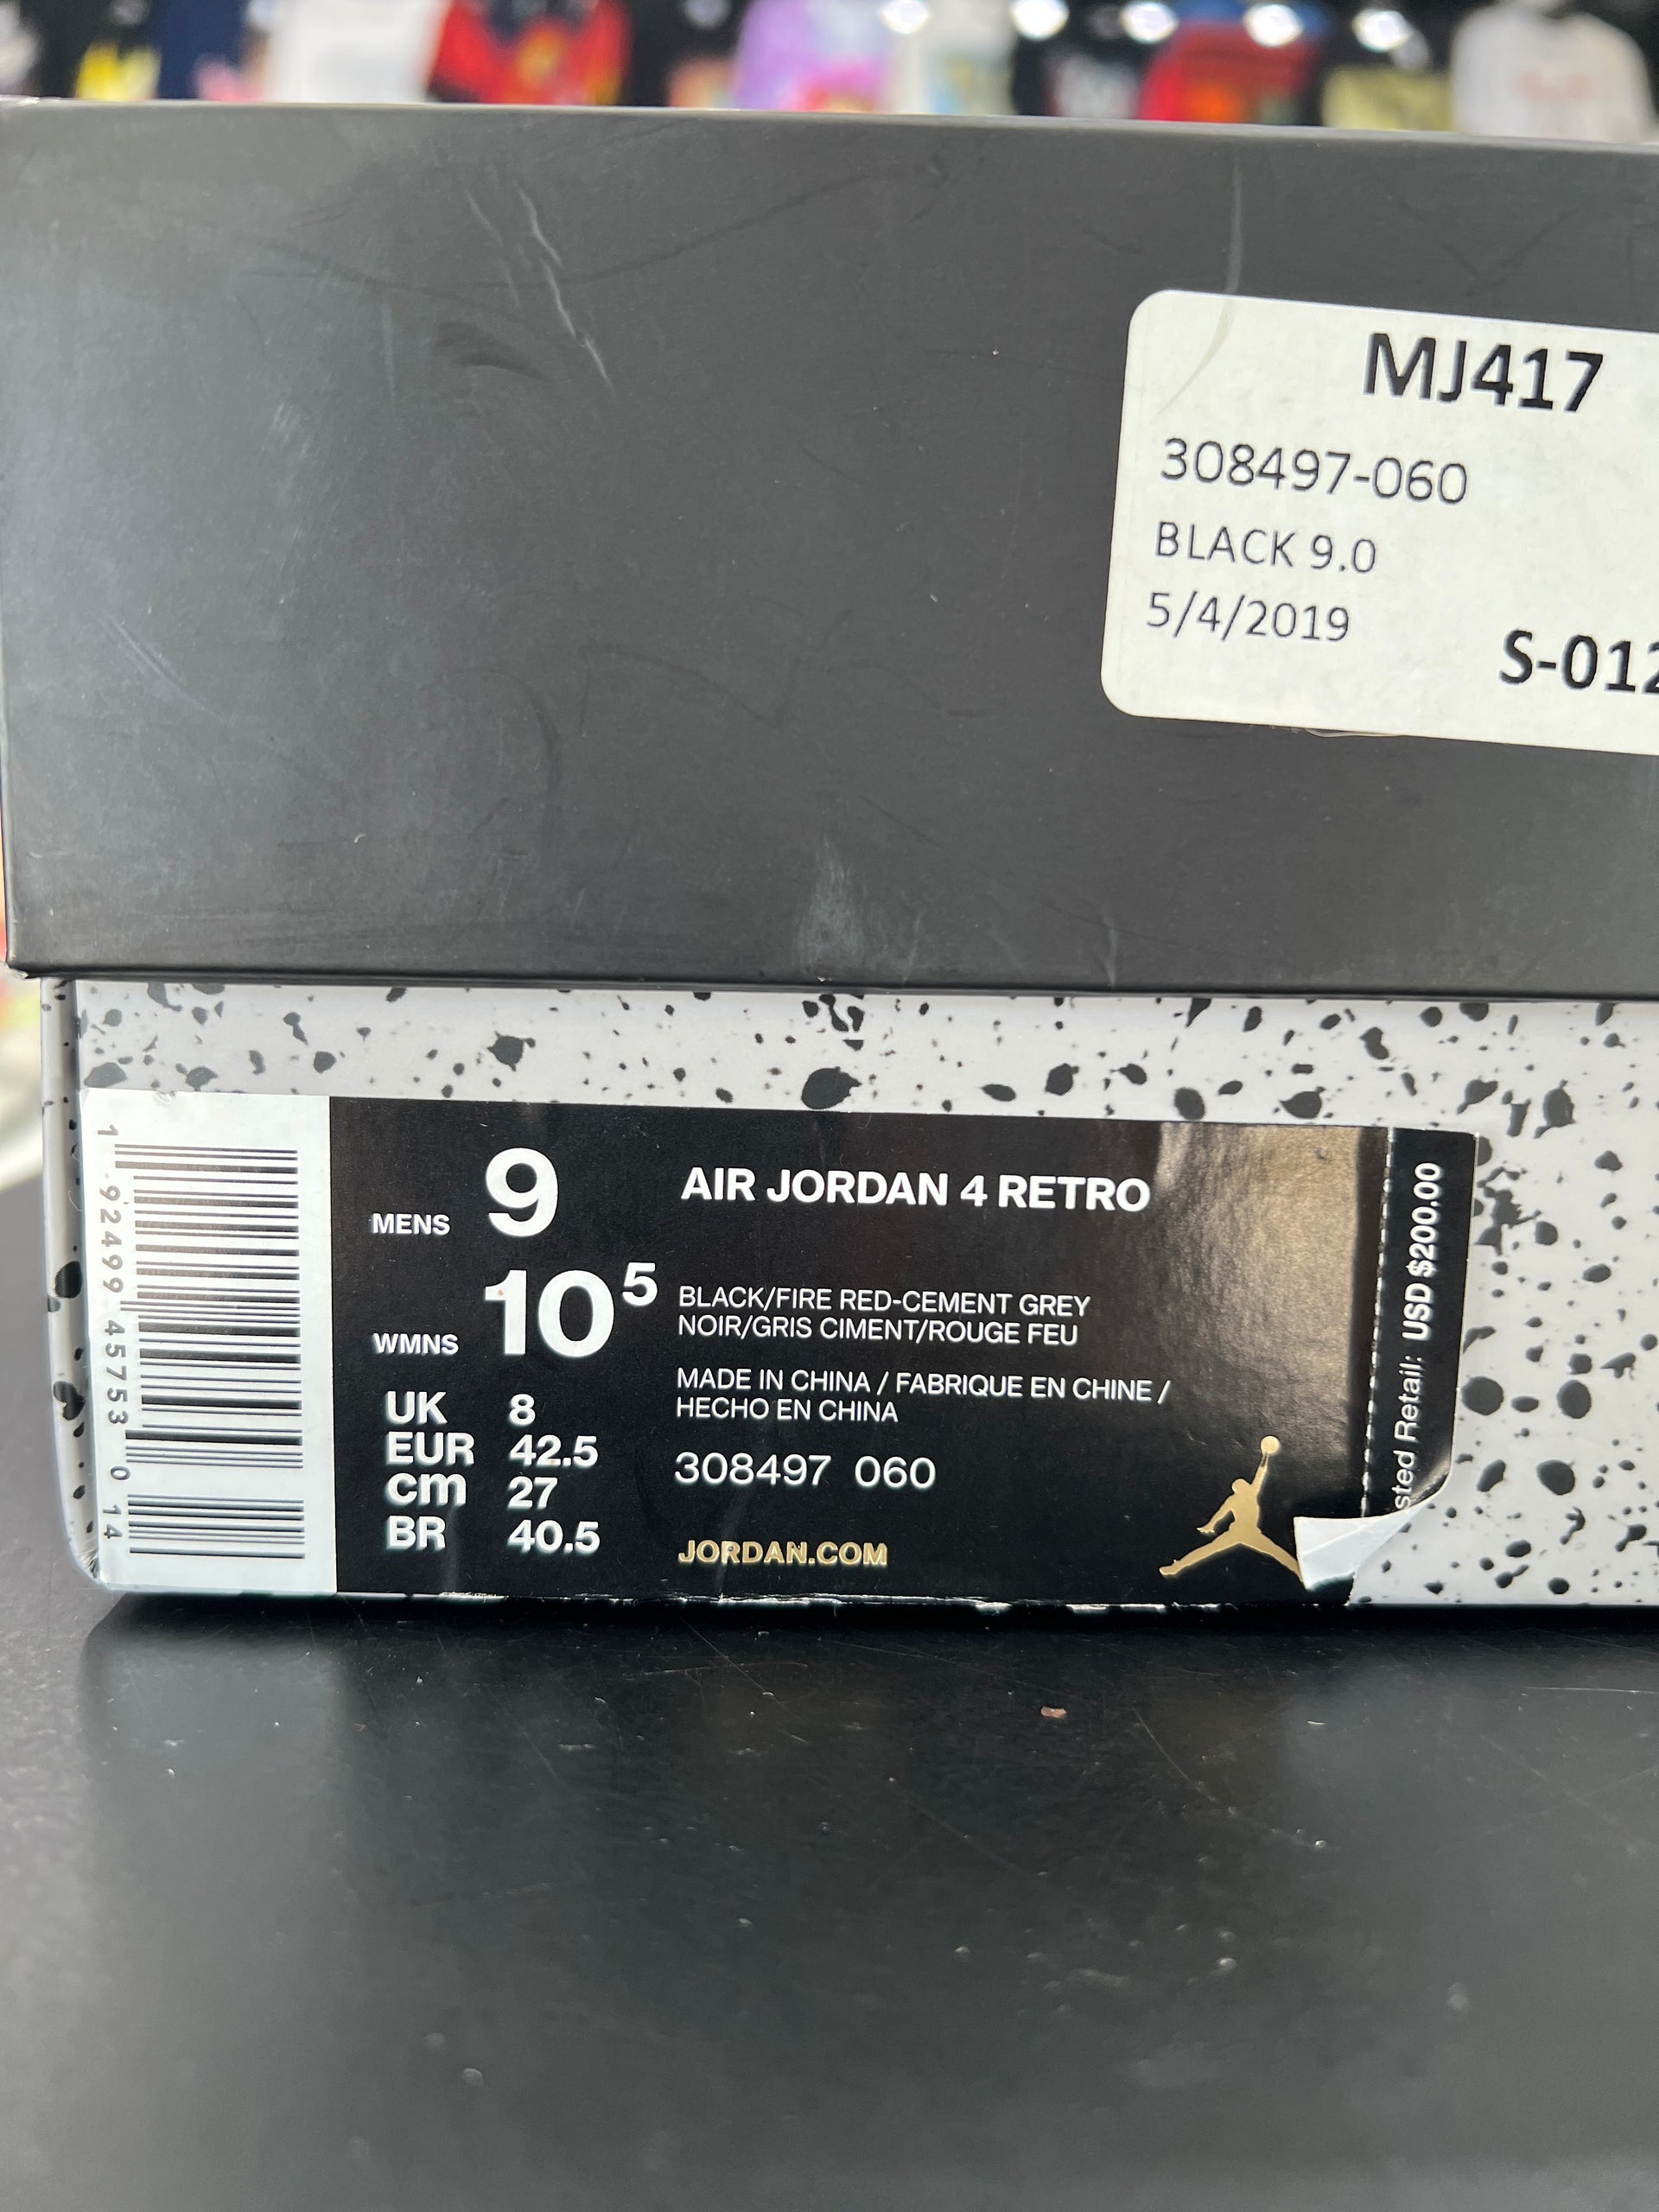 MJ417
308497-060
BLACK 9.0
5/4/2019
S-012
1 92499 45753 0 14
MENS 9
WMNS 10⁵
UK 8
EUR 42.5
cm 27
BR 40.5
AIR JORDAN 4 RETRO
BLACK/FIRE RED-CEMENT GREY
NOIR/GRIS CIMENT/ROUGE FEU
MADE IN CHINA / FABRIQUE EN CHINE /
HECHO EN CHINA
308497 060
JORDAN.COM
sted Retail: USD $200.00